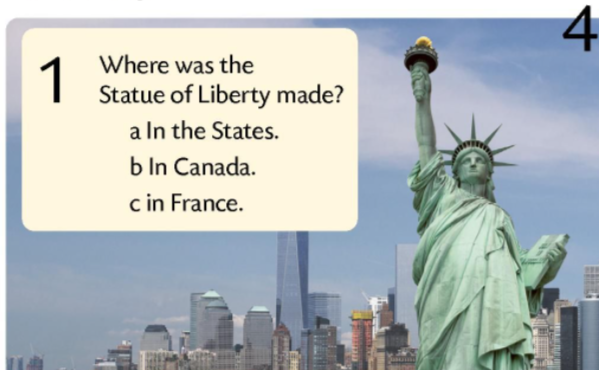 1 Where was the
Statue of Liberty made?
a In the States.
b In Canada.
c in France.
4